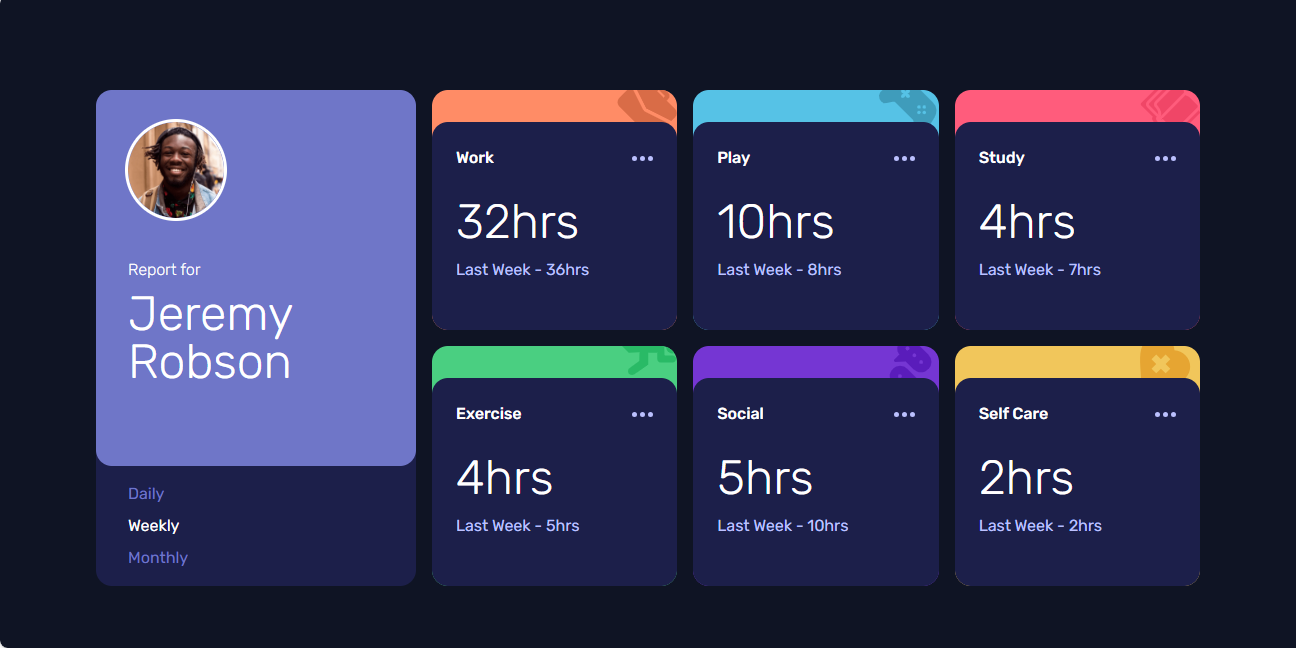 Report for
Jeremy
Robson
Daily
Weekly
Monthly
Work
32hrs
Last Week - 36hrs
Play
10hrs
Last Week - 8hrs
Study
4hrs
Last Week - 7hrs
Exercise
4hrs
Last Week - 5hrs
Social
5hrs
Last Week - 10hrs
Self Care
2hrs
Last Week - 2hrs